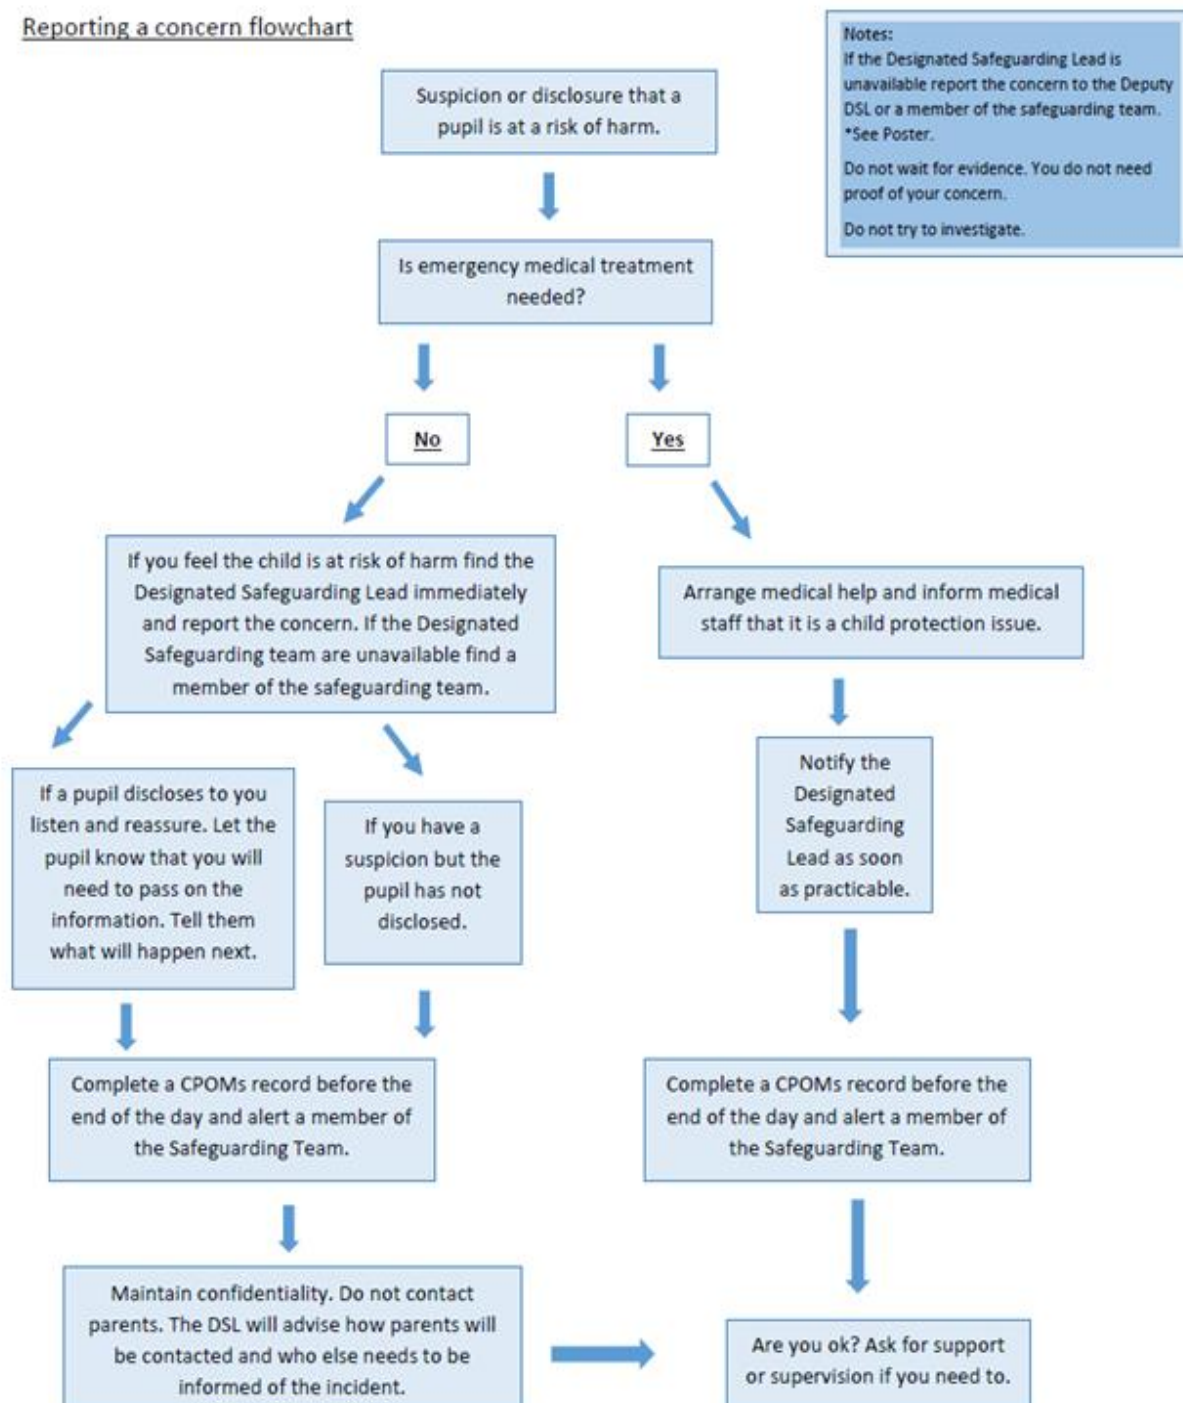 Reporting a concern flowchart
Notes:
If the Designated Safeguarding Lead is
unavailable report the concern to the Deputy
DSL or a member of the safeguarding team.
*See Poster.
Do not wait for evidence. You do not need
proof of your concern.
Do not try to investigate.
Suspicion or disclosure that a
pupil is at a risk of harm.
Is emergency medical treatment
needed?
No
Yes
If you feel the child is at risk of harm find the
Designated Safeguarding Lead immediately
and report the concern. If the Designated
Safeguarding team are unavailable find a
member of the safeguarding team.
Arrange medical help and inform medical
staff that it is a child protection issue.
If a pupil discloses to you
listen and reassure. Let the
pupil know that you will
need to pass on the
information. Tell them
what will happen next.
If you have a
suspicion but the
pupil has not
disclosed.
Notify the
Designated
Safeguarding
Lead as soon
as practicable.
Complete a CPOMs record before the
end of the day and alert a member of
the Safeguarding Team.
Complete a CPOMs record before the
end of the day and alert a member of
the Safeguarding Team.
Maintain confidentiality. Do not contact
parents. The DSL will advise how parents will
be contacted and who else needs to be
informed of the incident.
Are you ok? Ask for support
or supervision if you need to.